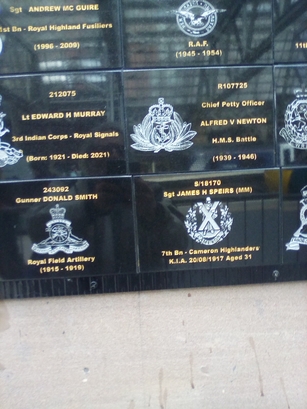 Sgt ANDREW MC GUIRE
1st Bn - Royal Highland Fusiliers
(1996 - 2009)
R.A.F.
(1945 - 1954)
11th
212075
Lt EDWARD H MURRAY
3rd Indian Corps - Royal Signals
(Born: 1921 - Died: 2021)
R107725
Chief Petty Officer
ALFRED V NEWTON
H.M.S. Battle
(1939 - 1946)
243092
Gunner DONALD SMITH
Royal Field Artillery
(1915 - 1919)
S/18170
Sgt JAMES H SPEIRS (MM)
7th Bn - Cameron Highlanders
K.I.A. 20/08/1917 Aged 31